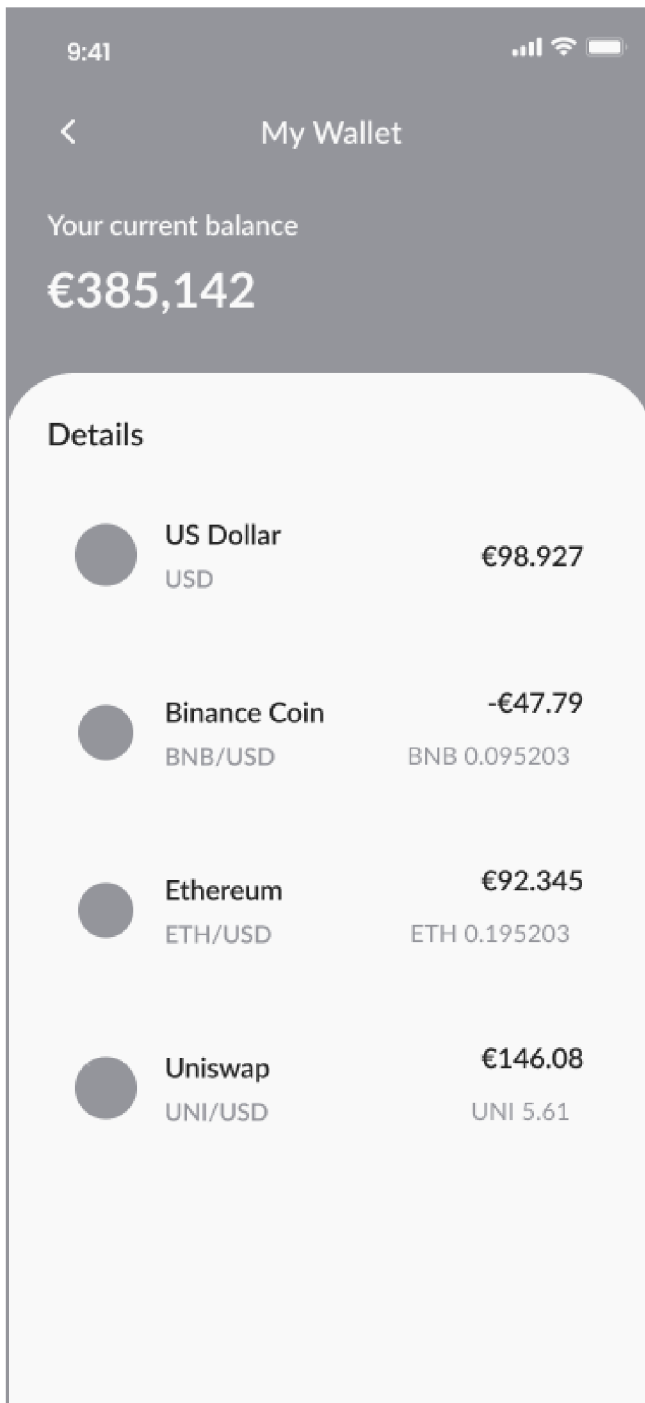 9:41
My Wallet
Your current balance
€385,142
Details
US Dollar
€98.927
USD
Binance Coin
-€47.79
BNB/USD
BNB 0.095203
Ethereum
€92.345
ETH/USD
ETH 0.195203
Uniswap
€146.08
UNI/USD
UNI 5.61